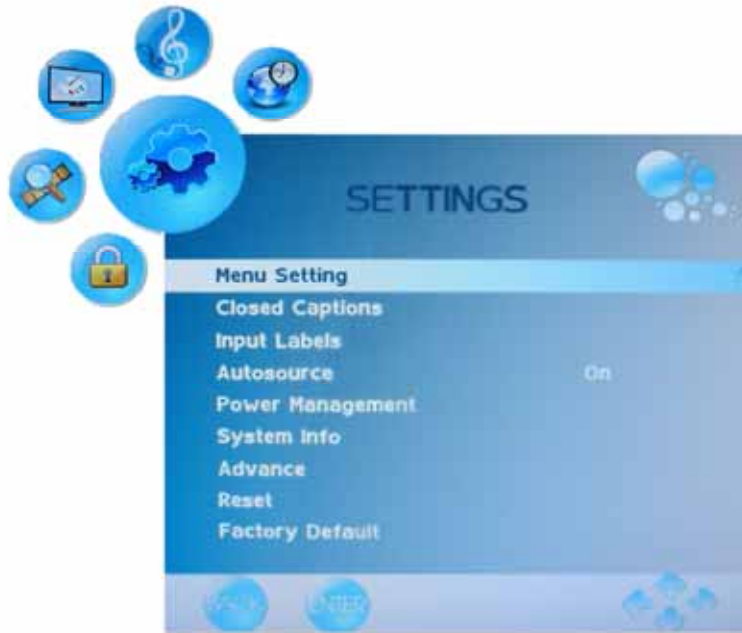 SETTINGS
Menu Setting
Closed Captions
Input Labels
Autosource On
Power Management
System Info
Advance
Reset
Factory Default
BACK ENTER